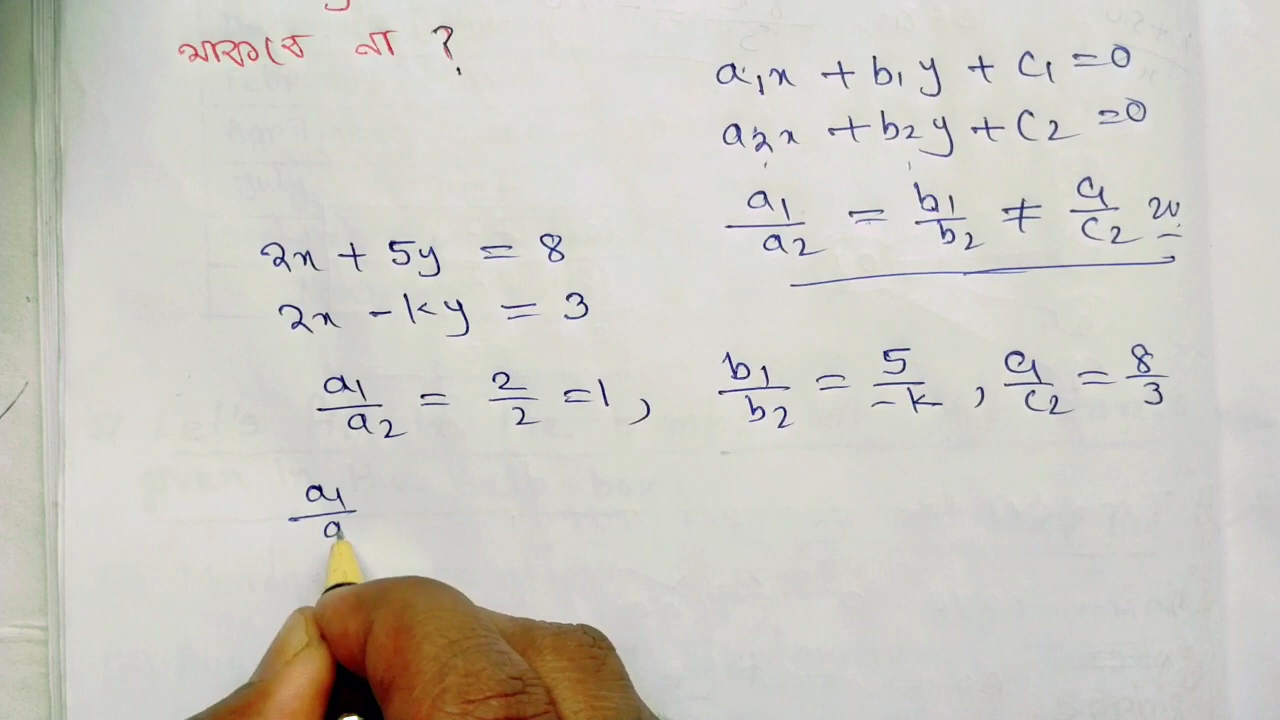 থাকবে না ?
a₁x + b₁y + c₁ = 0
a₂x + b₂y + c₂ = 0
a₁/a₂ = b₁/b₂ ≠ c₁/c₂
2x + 5y = 8
2x - ky = 3
a₁/a₂ = 2/2 = 1, b₁/b₂ = 5/-k, c₁/c₂ = 8/3
a₁/a